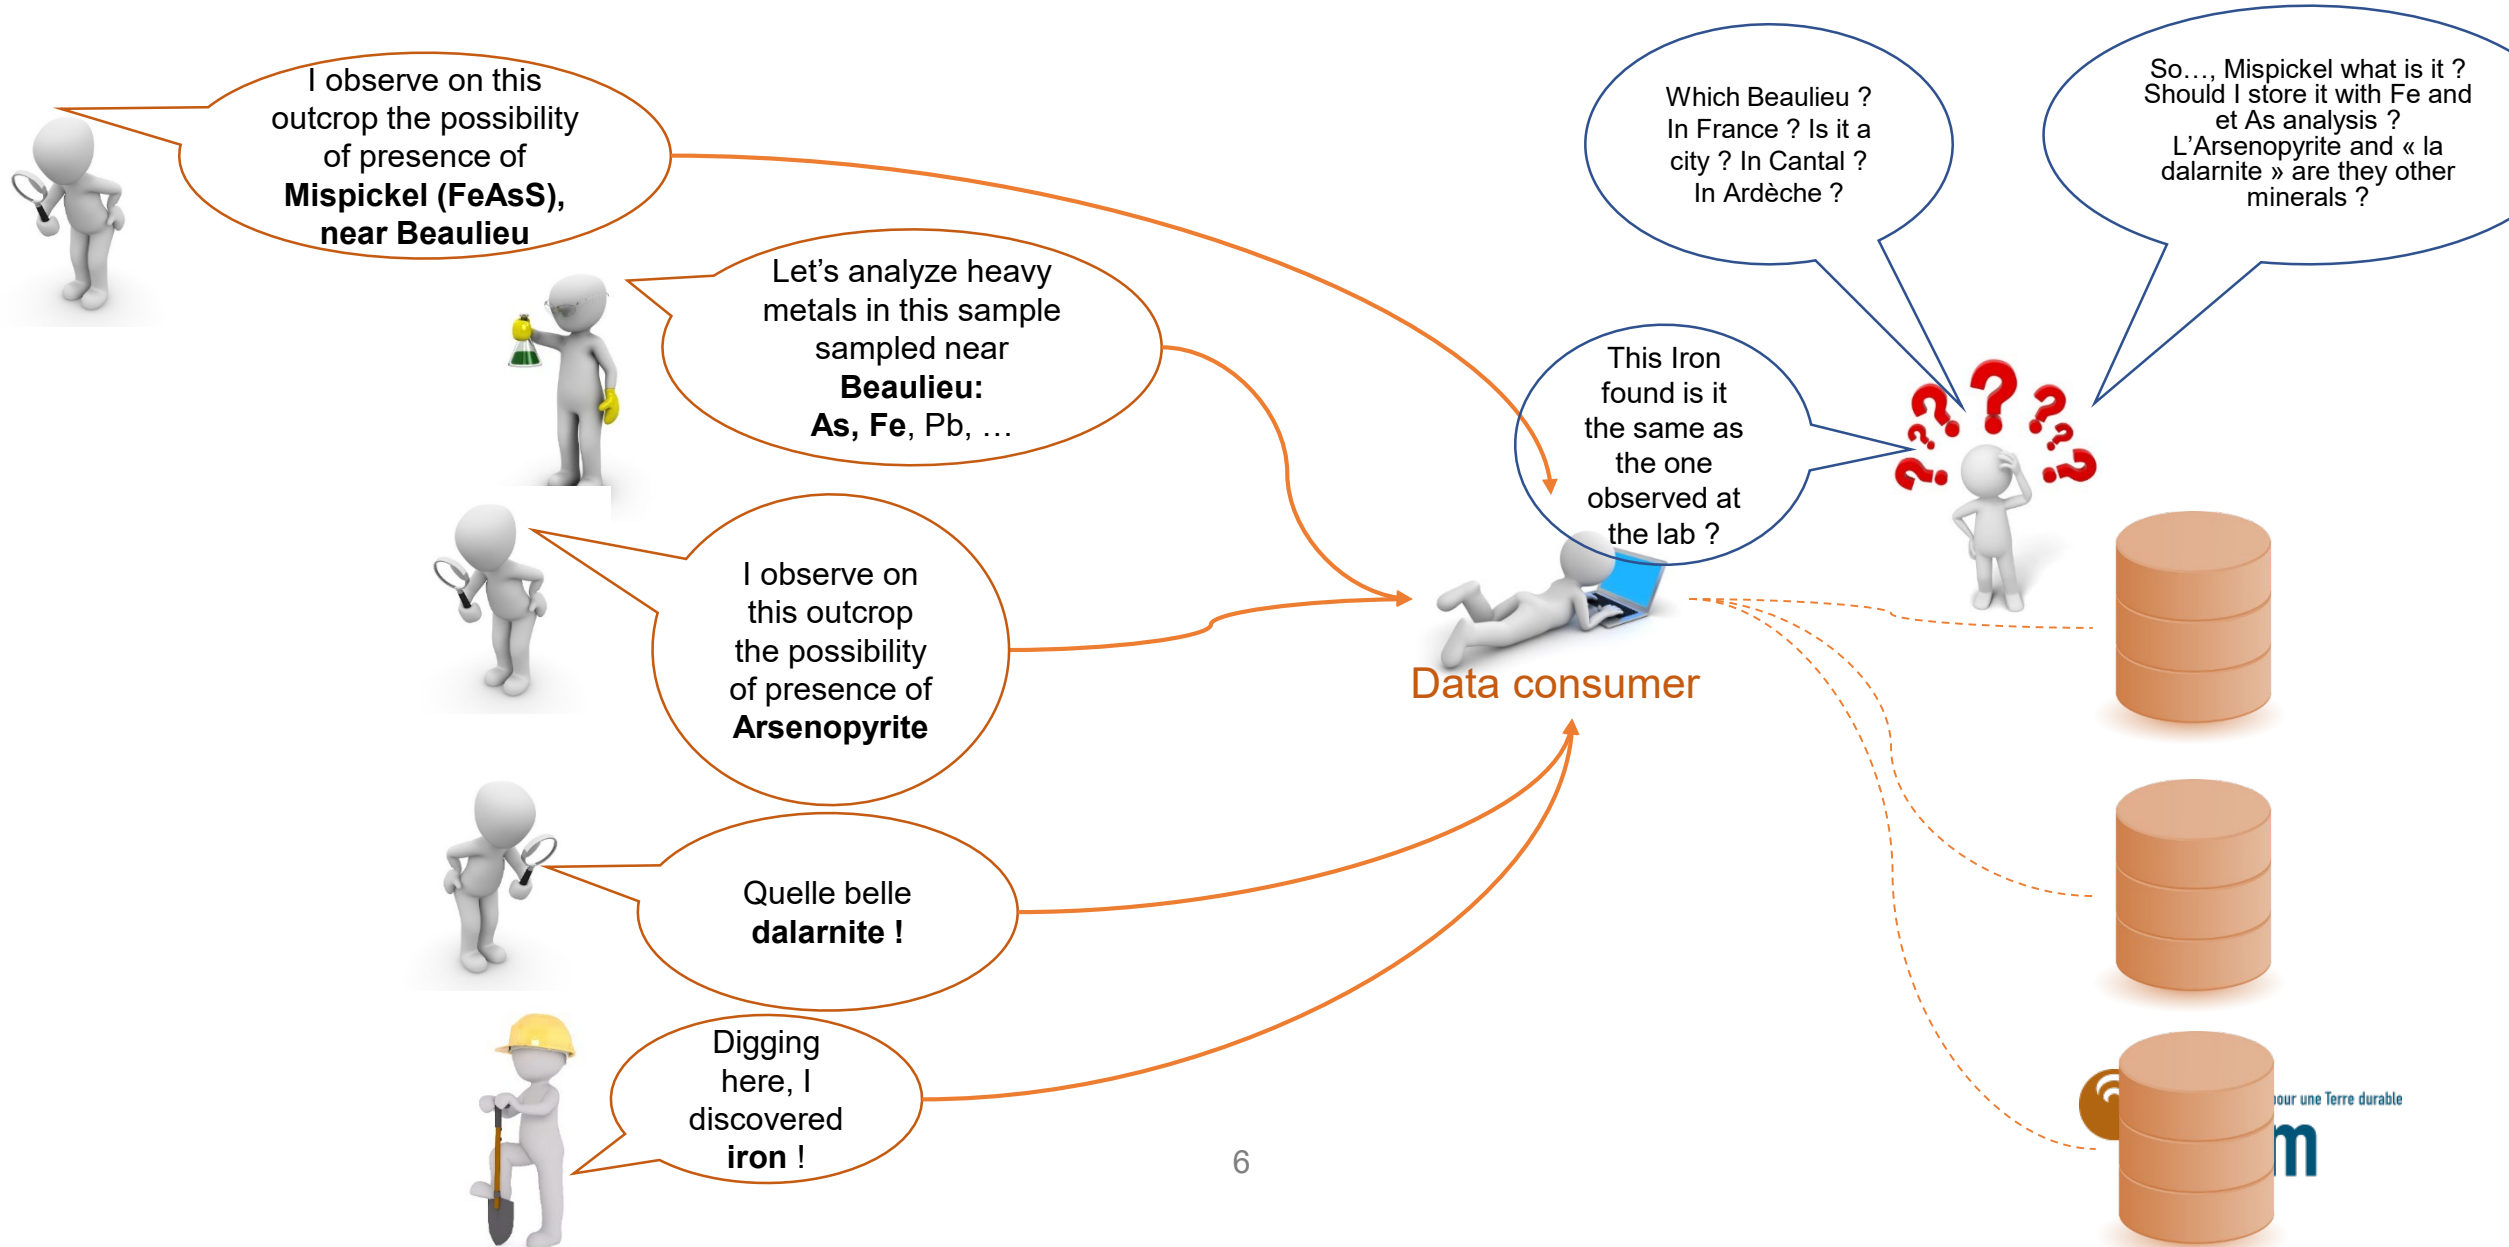 I observe on this
outcrop the possibility
of presence of
Mispickel (FeAsS),
near Beaulieu
Let’s analyze heavy
metals in this sample
sampled near
Beaulieu:
As, Fe, Pb, …
I observe on
this outcrop
the possibility
of presence of
Arsenopyrite
Quelle belle
dalarnite !
Digging
here, I
discovered
iron !
Data consumer
This Iron
found is it
the same as
the one
observed at
the lab ?
Which Beaulieu ?
In France ? Is it a
city ? In Cantal ?
In Ardèche ?
So…, Mispickel what is it ?
Should I store it with Fe and
et As analysis ?
L’Arsenopyrite and « la
dalarnite » are they other
minerals ?
pour une Terre durable
m
6